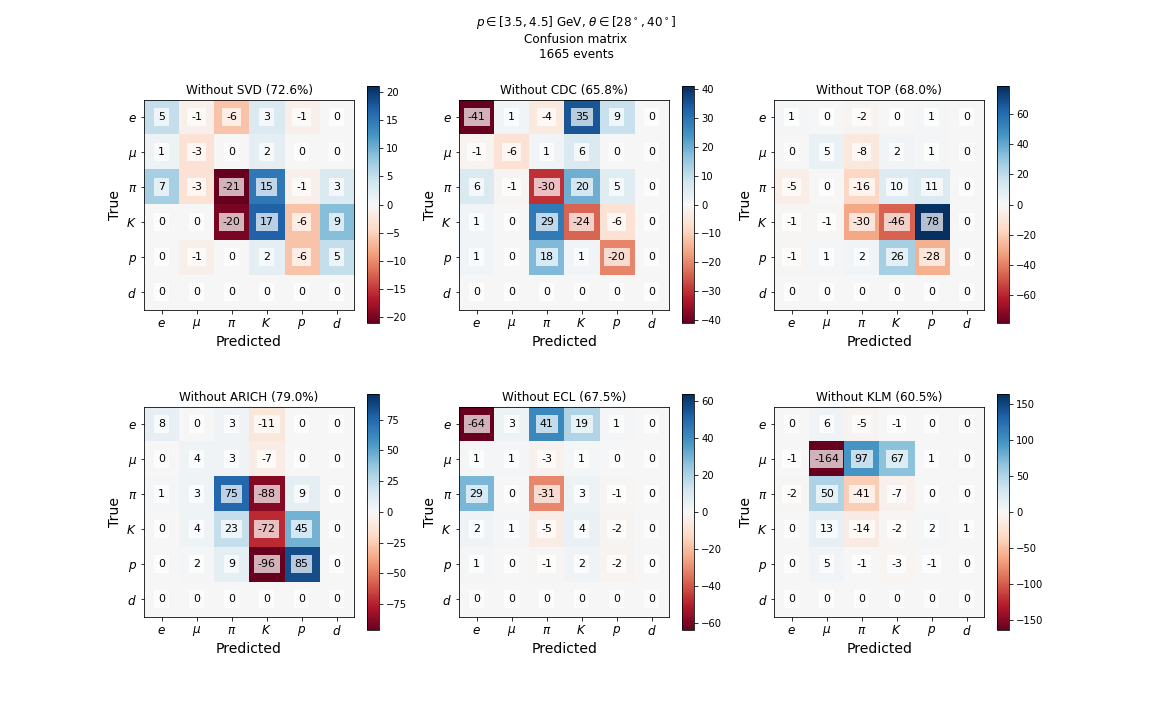 p ∈ [3.5, 4.5] GeV, θ ∈ [28°, 40°]
Confusion matrix
1665 events
Without SVD (72.6%)
e 5 -1 -6 3 -1 0
μ 1 -3 0 2 0 0
π 7 -3 -21 15 -1 3
K 0 0 -20 17 -6 9
p 0 -1 0 2 -6 5
d 0 0 0 0 0 0
e μ π K p d
True
Predicted
20
15
10
5
0
−5
−10
−15
−20
Without CDC (65.8%)
e -41 1 -4 35 9 0
μ -1 -6 1 6 0 0
π 6 -1 -30 20 5 0
K 1 0 29 -24 -6 0
p 1 0 18 1 -20 0
d 0 0 0 0 0 0
e μ π K p d
True
Predicted
40
30
20
10
0
−10
−20
−30
−40
Without TOP (68.0%)
e 1 0 -2 0 1 0
μ 0 5 -8 2 1 0
π -5 0 -16 10 11 0
K -1 -1 -30 -46 78 0
p -1 1 2 26 -28 0
d 0 0 0 0 0 0
e μ π K p d
True
Predicted
60
40
20
0
−20
−40
−60
Without ARICH (79.0%)
e 8 0 3 -11 0 0
μ 0 4 3 -7 0 0
π 1 3 75 -88 9 0
K 0 4 23 -72 45 0
p 0 2 9 -96 85 0
d 0 0 0 0 0 0
e μ π K p d
True
Predicted
75
50
25
0
−25
−50
−75
Without ECL (67.5%)
e -64 3 41 19 1 0
μ 1 1 -3 1 0 0
π 29 0 -31 3 -1 0
K 2 1 -5 4 -2 0
p 1 0 -1 2 -2 0
d 0 0 0 0 0 0
e μ π K p d
True
Predicted
60
40
20
0
−20
−40
−60
Without KLM (60.5%)
e 0 6 -5 -1 0 0
μ -1 -164 97 67 1 0
π -2 50 -41 -7 0 0
K 0 13 -14 -2 2 1
p 0 5 -1 -3 -1 0
d 0 0 0 0 0 0
e μ π K p d
True
Predicted
150
100
50
0
−50
−100
−150